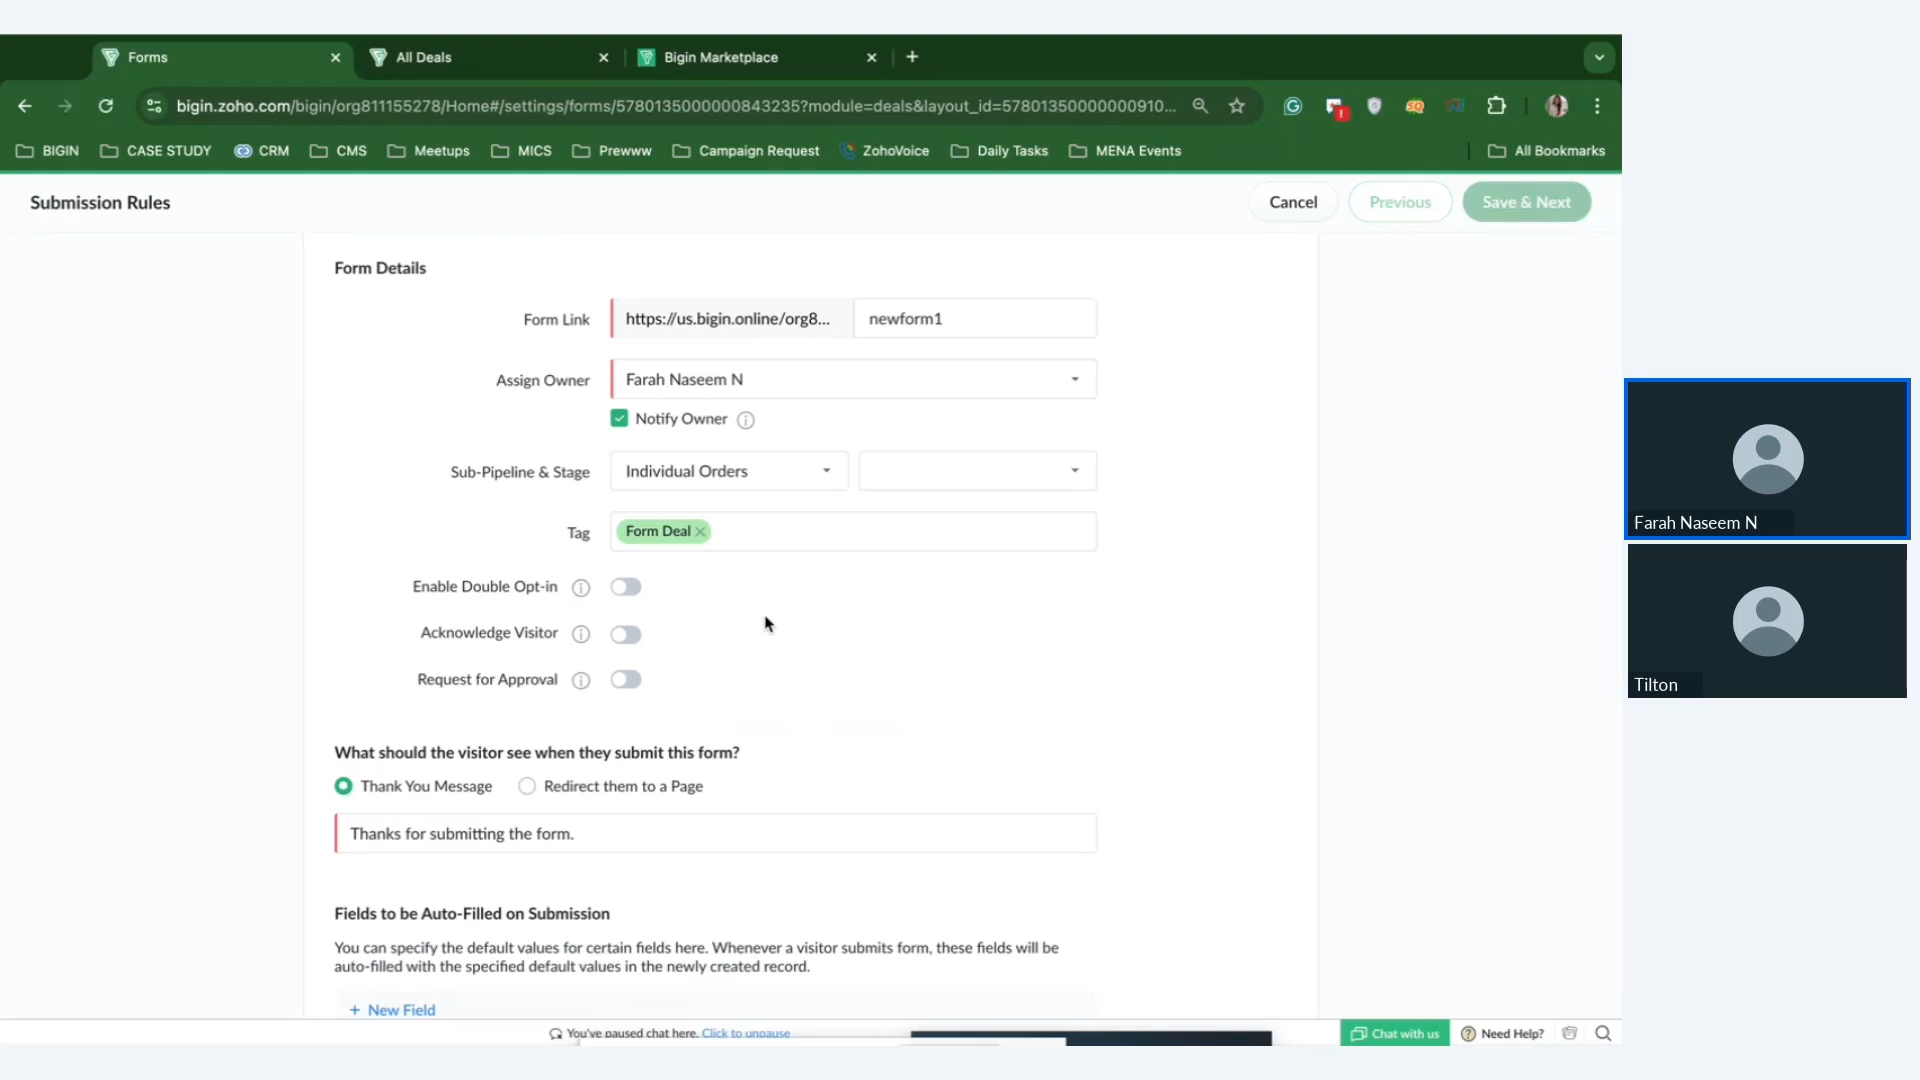 Forms
All Deals
Bigin Marketplace
bigin.zoho.com/bigin/org811155278/Home#/settings/forms/5780135000000843235?module=deals&layout_id=57801350000000910...
BIGIN
CASE STUDY
CRM
CMS
Meetups
MICS
Prewww
Campaign Request
ZohoVoice
Daily Tasks
MENA Events
All Bookmarks
Submission Rules
Cancel
Previous
Save & Next
Form Details
Form Link
https://us.bigin.online/org8...
newform1
Assign Owner
Farah Naseem N
Notify Owner
Sub-Pipeline & Stage
Individual Orders
Tag
Form Deal
Enable Double Opt-in
Acknowledge Visitor
Request for Approval
What should the visitor see when they submit this form?
Thank You Message
Redirect them to a Page
Thanks for submitting the form.
Fields to be Auto-Filled on Submission
You can specify the default values for certain fields here. Whenever a visitor submits form, these fields will be
auto-filled with the specified default values in the newly created record.
+ New Field
You've paused chat here. Click to unpause
Chat with us
Need Help?
Farah Naseem N
Tilton